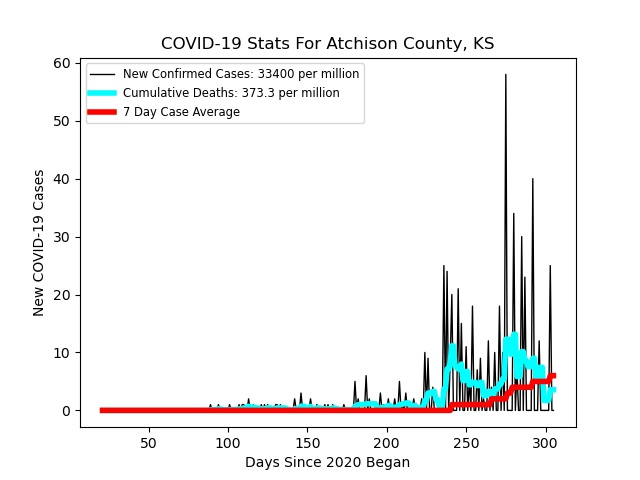 COVID-19 Stats For Atchison County, KS
New Confirmed Cases: 33400 per million
Cumulative Deaths: 373.3 per million
7 Day Case Average
New COVID-19 Cases
60
50
40
30
20
10
0
50 100 150 200 250 300
Days Since 2020 Began